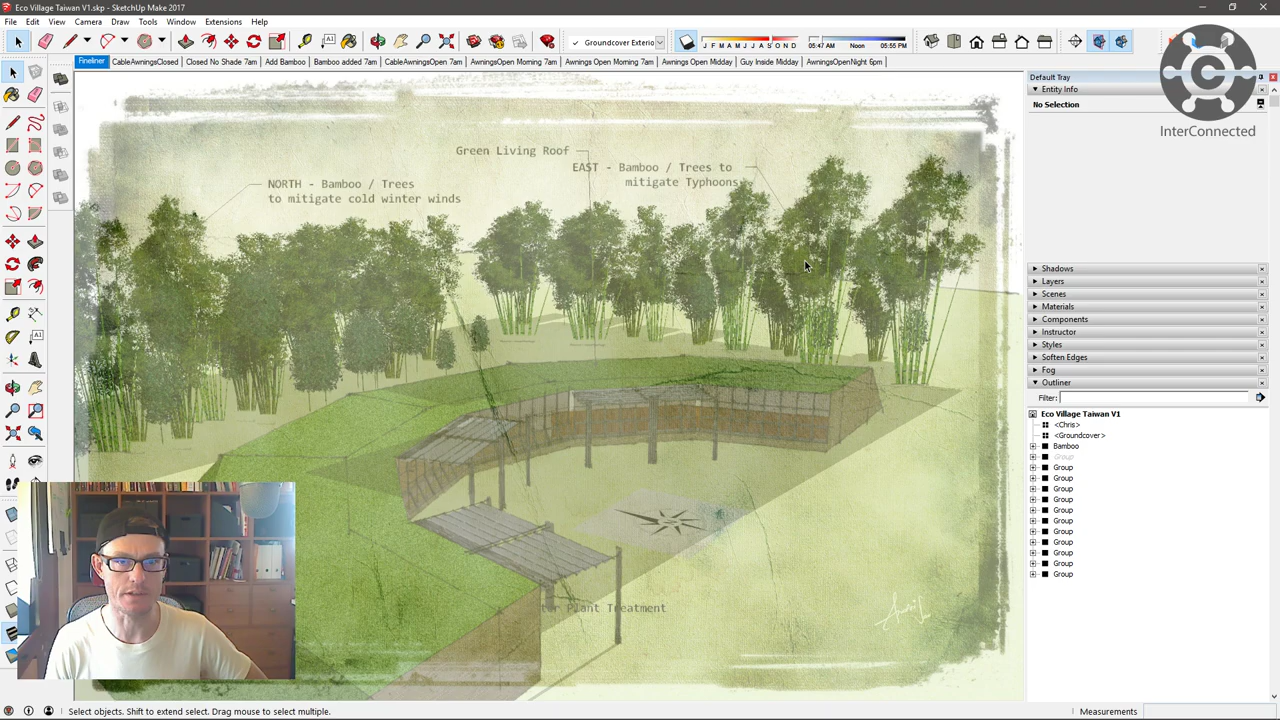 Eco Village Taiwan V1.skp - SketchUp Make 2017
File Edit View Camera Draw Tools Window Extensions Help
Groundcover Exterio
J F M A M J J A S O N D
05:47 AM Noon 05:55 PM
Fineliner CableAwningsClosed Closed No Shade 7am Add Bamboo Bamboo added 7am CableAwningsOpen 7am AwningsOpen Morning 7am Awnings Open Morning 7am Awnings Open Midday Guy Inside Midday AwningsOpenNight 6pm
Default Tray
Entity Info
No Selection
InterConnected
Green Living Roof
EAST - Bamboo / Trees to
mitigate Typhoons
NORTH - Bamboo / Trees
to mitigate cold winter winds
ter Plant Treatment
Shadows
Layers
Scenes
Materials
Components
Instructor
Styles
Soften Edges
Fog
Outliner
Filter:
Eco Village Taiwan V1
<Chris>
<Groundcover>
Bamboo
Group
Group
Group
Group
Group
Group
Group
Group
Group
Group
Group
Group
Select objects. Shift to extend select. Drag mouse to select multiple.
Measurements